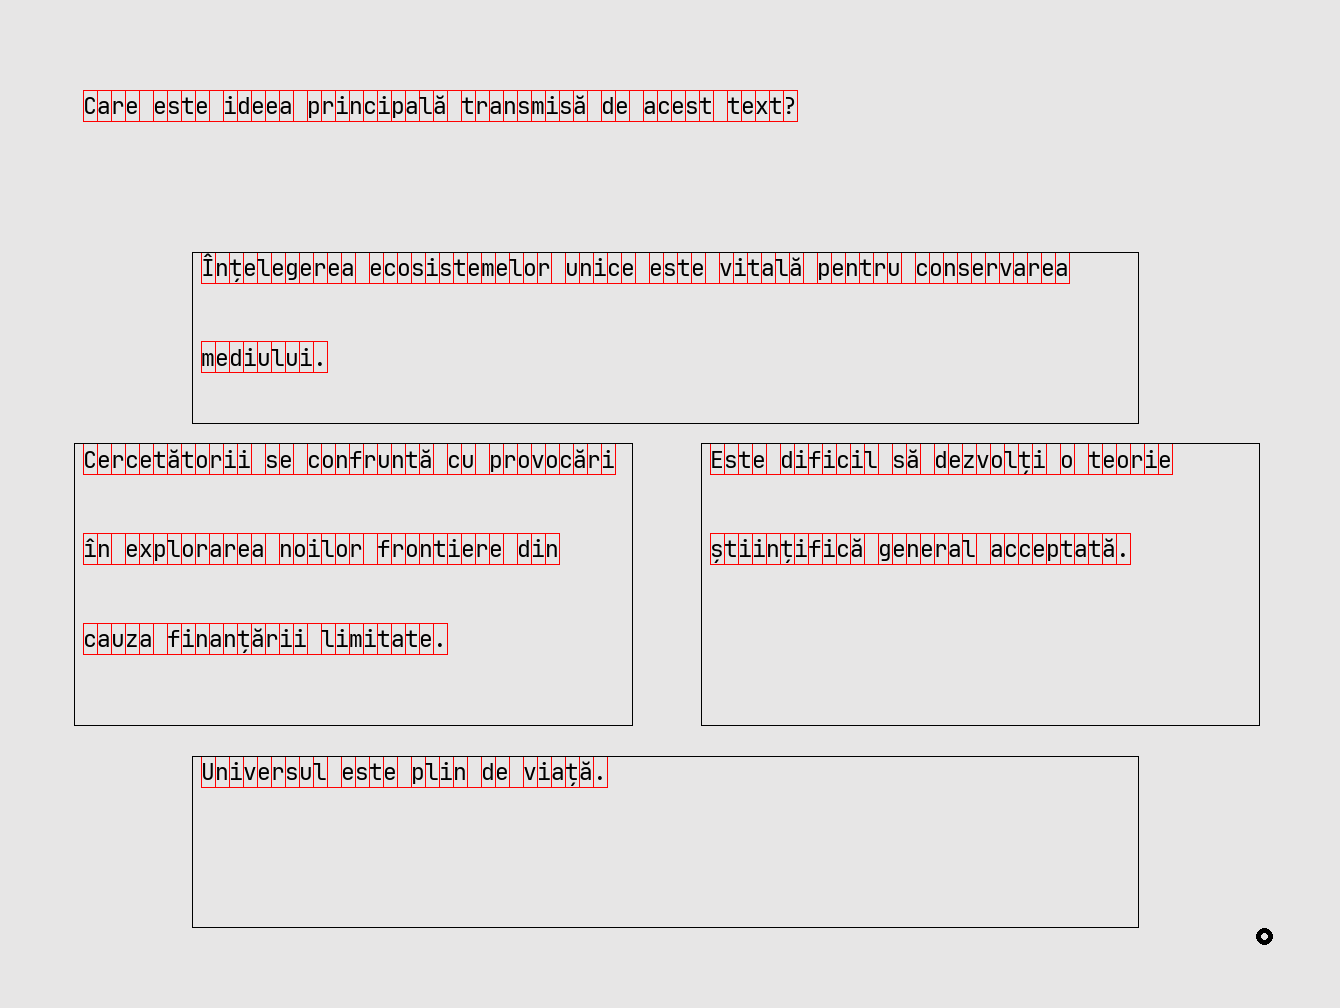 Care este ideea principală transmisă de acest text?
Înțelegerea ecosistemelor unice este vitală pentru conservarea
mediului.
Cercetătorii se confruntă cu provocări
în explorarea noilor frontiere din
cauza finanțării limitate.
Este dificil să dezvolți o teorie
științifică general acceptată.
Universul este plin de viață.